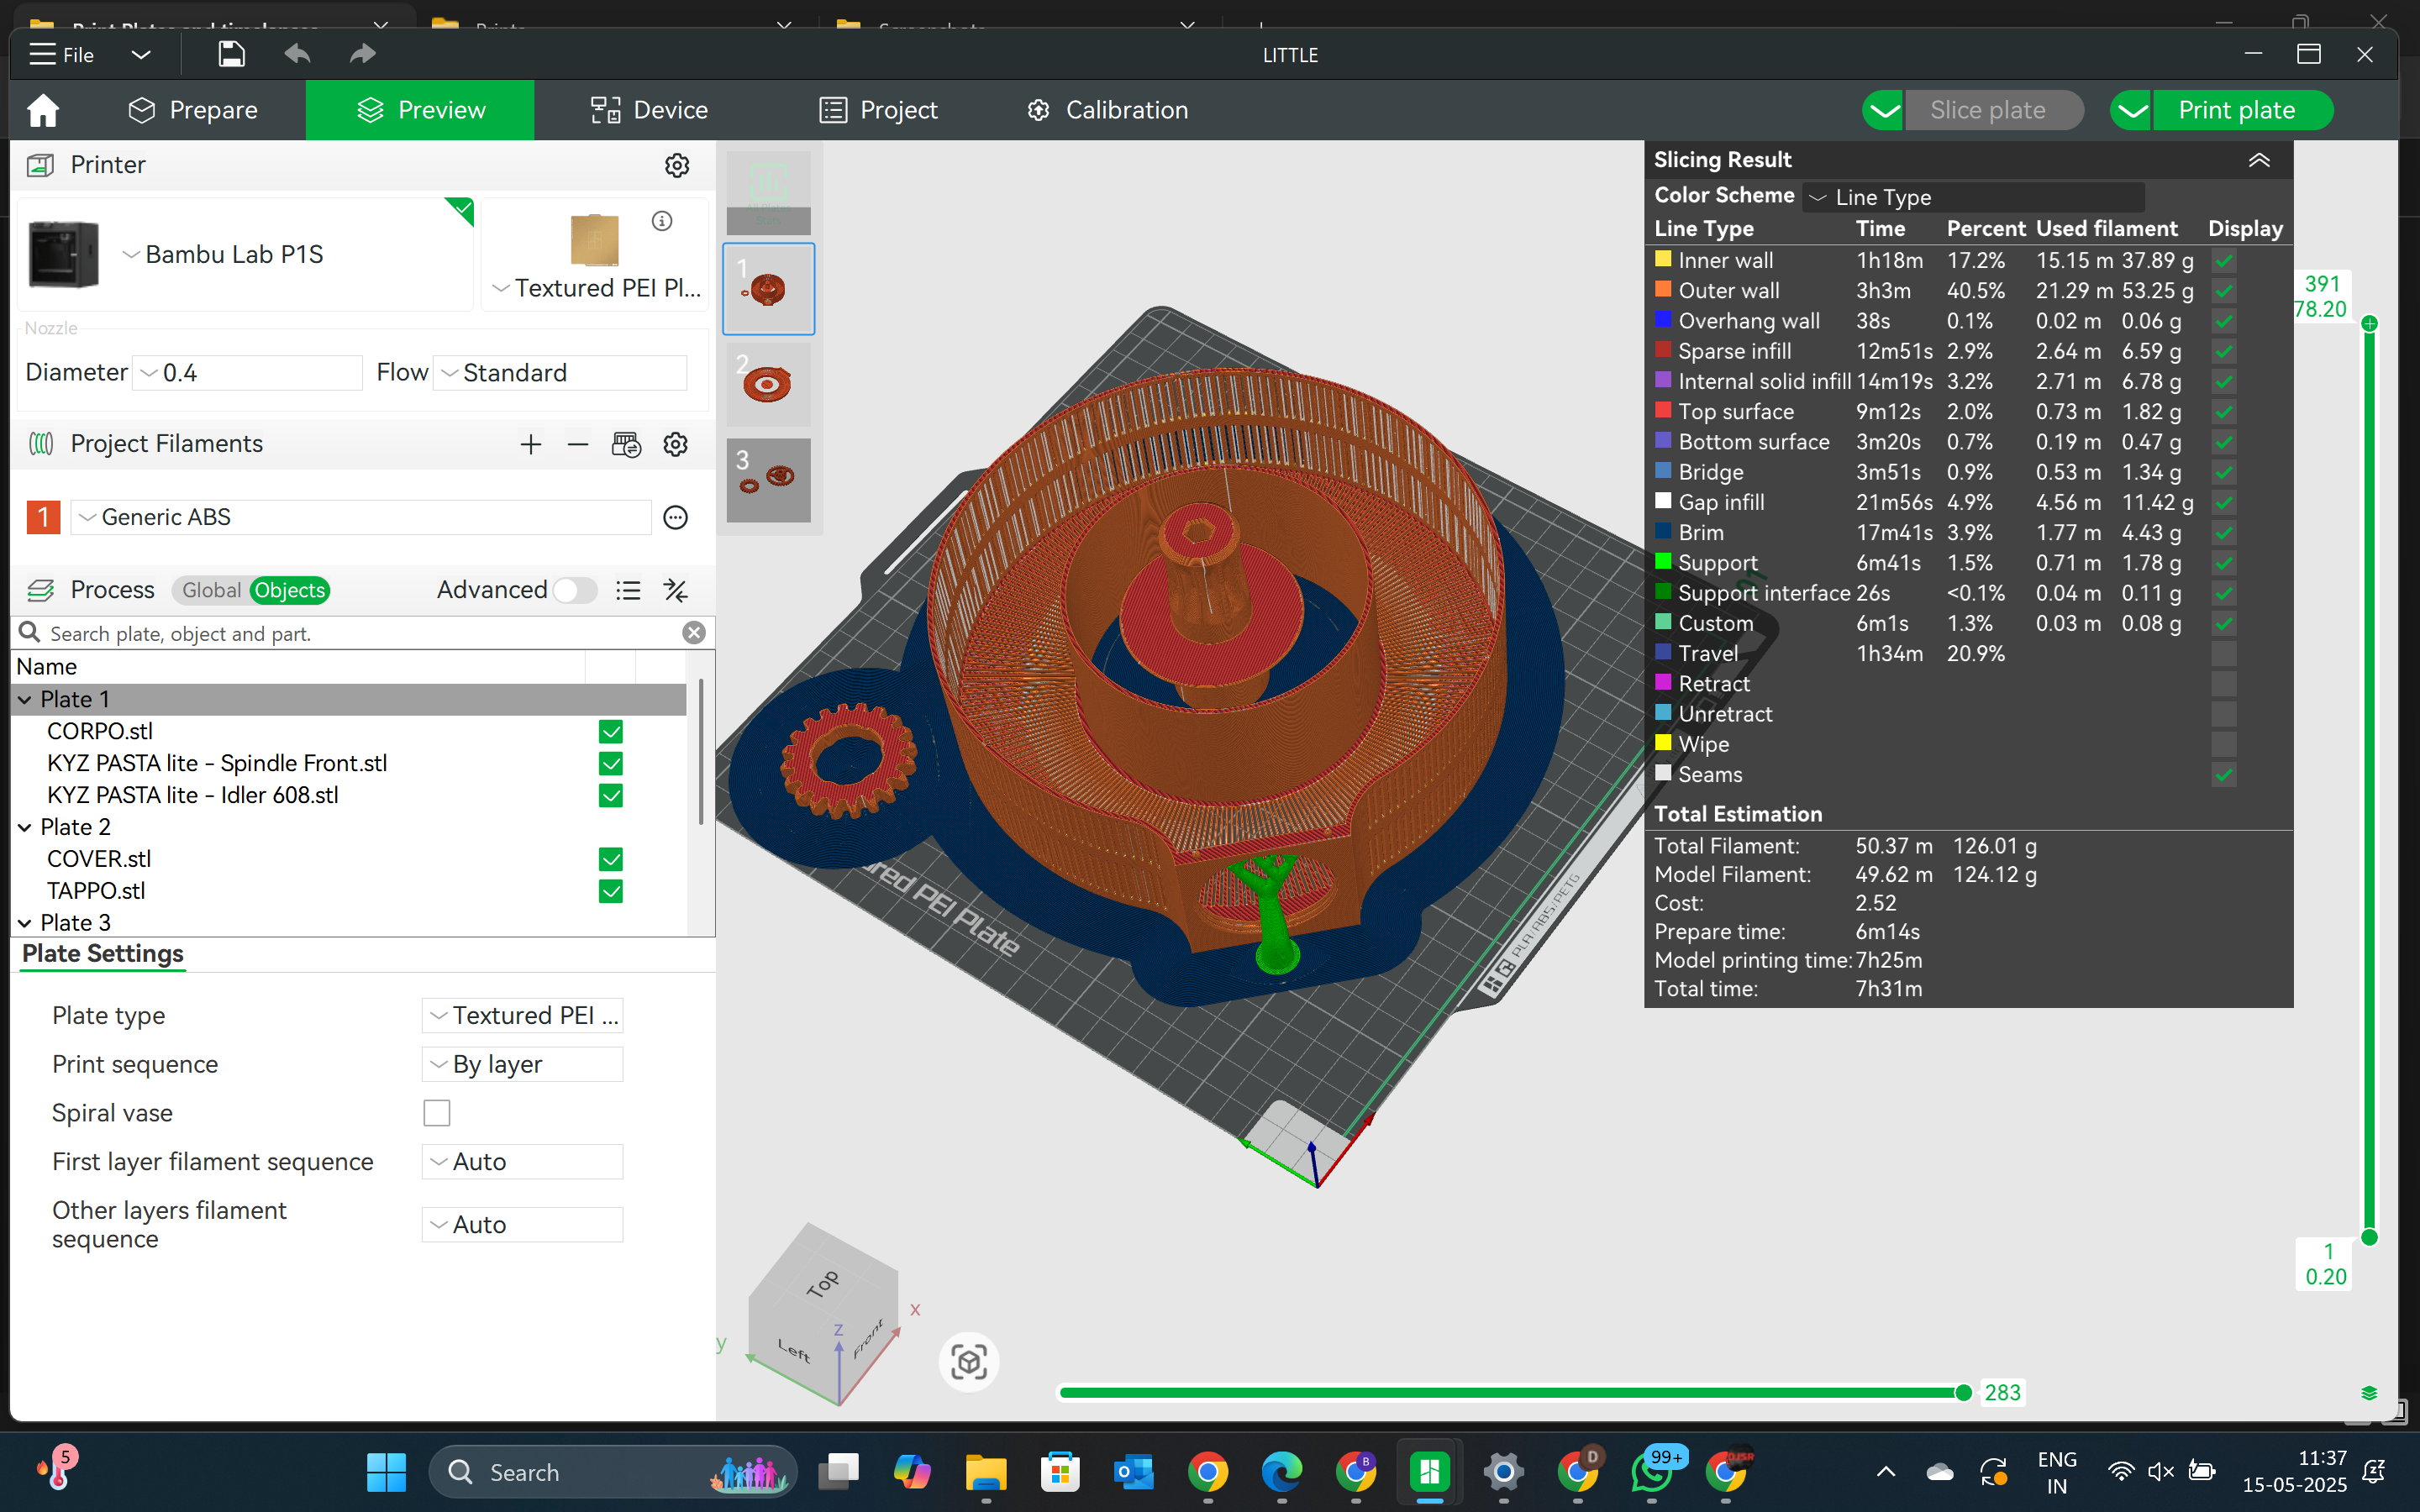 Print Plates and timelapses
Prints
Screenshots
File
LITTLE
Prepare
Preview
Device
Project
Calibration
Slice plate
Print plate
Printer
Bambu Lab P1S
Textured PEI Pl...
Nozzle
Diameter
0.4
Flow
Standard
Project Filaments
1
Generic ABS
Process
Global
Objects
Advanced
Search plate, object and part.
Name
Plate 1
CORPO.stl
KYZ PASTA lite - Spindle Front.stl
KYZ PASTA lite - Idler 608.stl
Plate 2
COVER.stl
TAPPO.stl
Plate 3
Plate Settings
Plate type
Textured PEI ...
Print sequence
By layer
Spiral vase
First layer filament sequence
Auto
Other layers filament
sequence
Auto
1
2
3
ured PEI Plate
PLA/ABS/PETG
Top
Left
Front
x
y
z
283
Slicing Result
Color Scheme
Line Type
Line Type Time Percent Used filament Display
Inner wall 1h18m 17.2% 15.15 m 37.89 g
Outer wall 3h3m 40.5% 21.29 m 53.25 g
Overhang wall 38s 0.1% 0.02 m 0.06 g
Sparse infill 12m51s 2.9% 2.64 m 6.59 g
Internal solid infill 14m19s 3.2% 2.71 m 6.78 g
Top surface 9m12s 2.0% 0.73 m 1.82 g
Bottom surface 3m20s 0.7% 0.19 m 0.47 g
Bridge 3m51s 0.9% 0.53 m 1.34 g
Gap infill 21m56s 4.9% 4.56 m 11.42 g
Brim 17m41s 3.9% 1.77 m 4.43 g
Support 6m41s 1.5% 0.71 m 1.78 g
Support interface 26s <0.1% 0.04 m 0.11 g
Custom 6m1s 1.3% 0.03 m 0.08 g
Travel 1h34m 20.9%
Retract
Unretract
Wipe
Seams
Total Estimation
Total Filament: 50.37 m 126.01 g
Model Filament: 49.62 m 124.12 g
Cost: 2.52
Prepare time: 6m14s
Model printing time: 7h25m
Total time: 7h31m
391
78.20
1
0.20
5
Search
B
D
99+
ENG
IN
11:37
15-05-2025